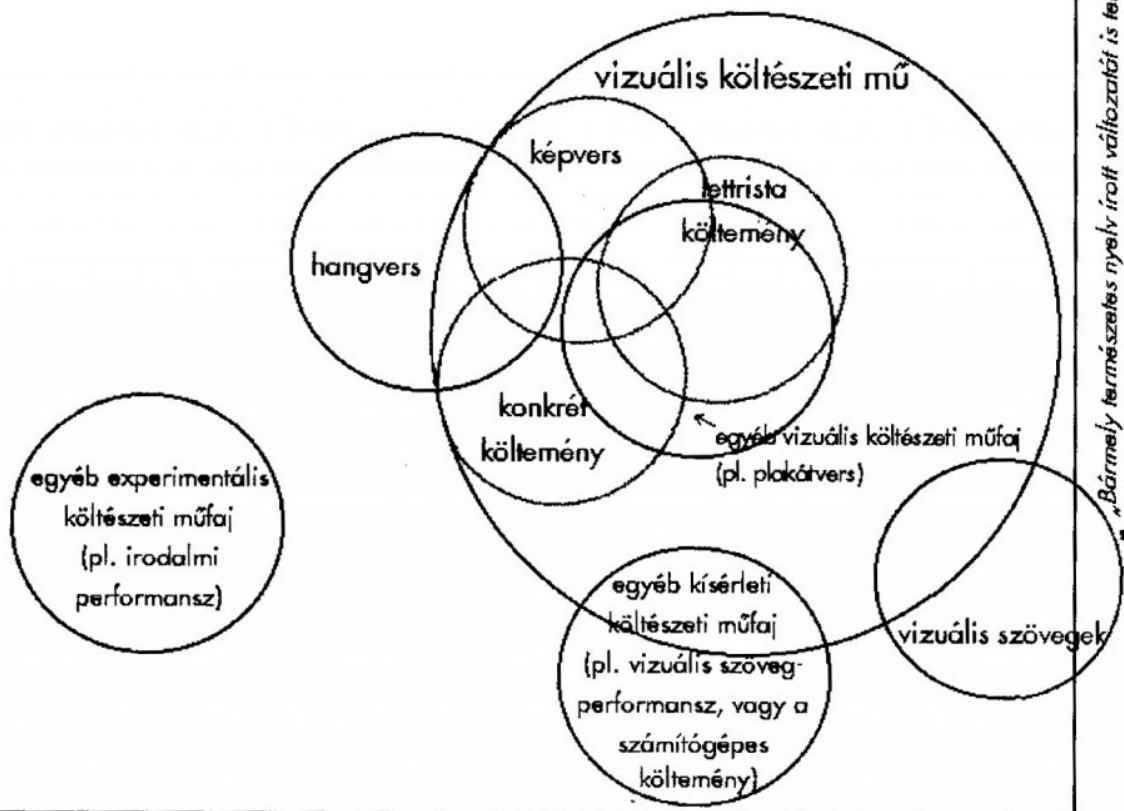 vizuális költészeti mű
képvers
lettrista
költemény
hangvers
konkrét
költemény
egyéb vizuális költészeti műfaj
(pl. plakátvers)
egyéb experimentális
költészeti műfaj
(pl. irodalmi
performansz)
egyéb kísérleti
költészeti műfaj
(pl. vizuális szöveg-
performansz, vagy a
számítógépes
költemény)
vizuális szövegek
„Bármely természetes nyelv írott változatát is